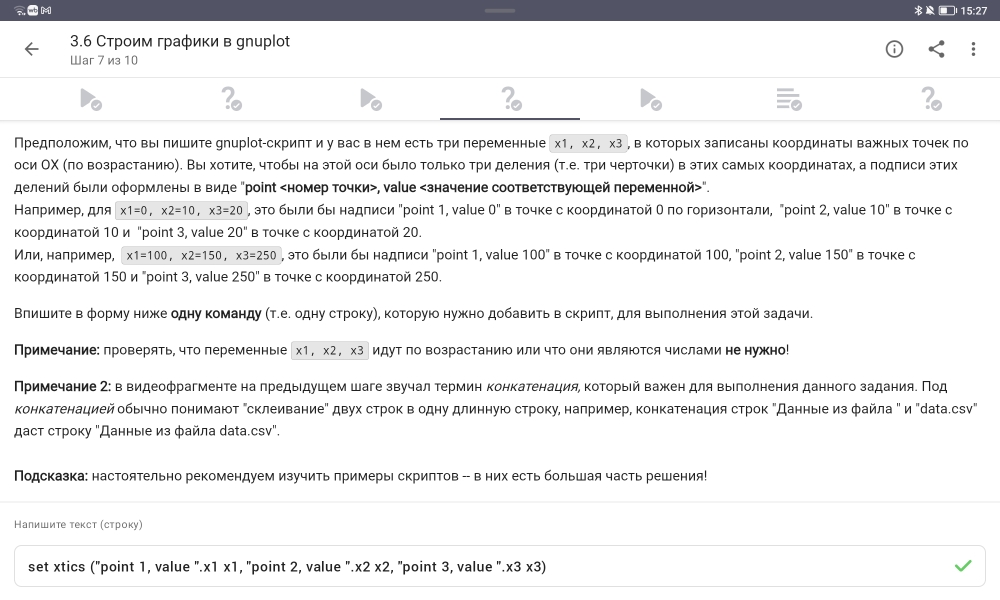 15:27
3.6 Строим графики в gnuplot
Шаг 7 из 10
Предположим, что вы пишите gnuplot-скрипт и у вас в нем есть три переменные x1, x2, x3, в которых записаны координаты важных точек по
оси OX (по возрастанию). Вы хотите, чтобы на этой оси было только три деления (т.е. три черточки) в этих самых координатах, а подписи этих
делений были оформлены в виде "point <номер точки>, value <значение соответствующей переменной>".
Например, для x1=0, x2=10, x3=20, это были бы надписи "point 1, value 0" в точке с координатой 0 по горизонтали, "point 2, value 10" в точке с
координатой 10 и "point 3, value 20" в точке с координатой 20.
Или, например, x1=100, x2=150, x3=250, это были бы надписи "point 1, value 100" в точке с координатой 100, "point 2, value 150" в точке с
координатой 150 и "point 3, value 250" в точке с координатой 250.
Впишите в форму ниже одну команду (т.е. одну строку), которую нужно добавить в скрипт, для выполнения этой задачи.
Примечание: проверять, что переменные x1, x2, x3 идут по возрастанию или что они являются числами не нужно!
Примечание 2: в видеофрагменте на предыдущем шаге звучал термин конкатенация, который важен для выполнения данного задания. Под
конкатенацией обычно понимают "склеивание" двух строк в одну длинную строку, например, конкатенация строк "Данные из файла " и "data.csv"
даст строку "Данные из файла data.csv".
Подсказка: настоятельно рекомендуем изучить примеры скриптов -- в них есть большая часть решения!
Напишите текст (строку)
set xtics ("point 1, value ".x1 x1, "point 2, value ".x2 x2, "point 3, value ".x3 x3)